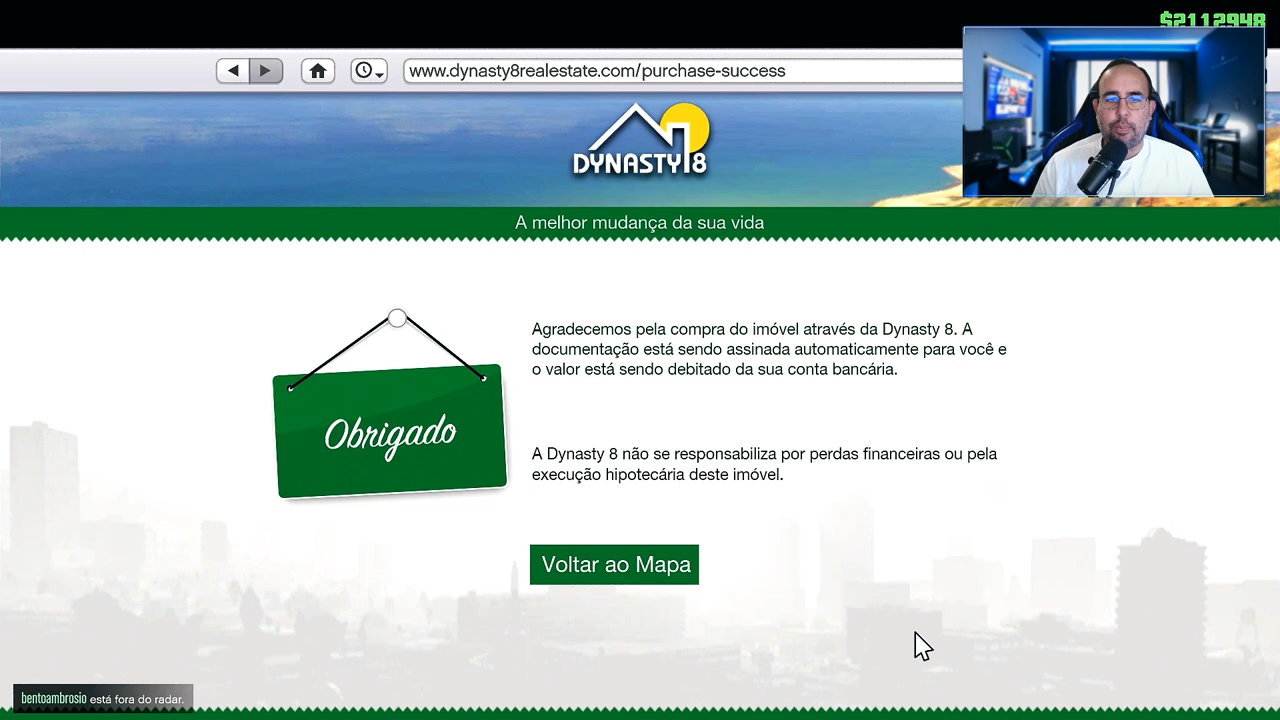 $2112948
www.dynasty8realestate.com/purchase-success
DYNASTY 8
A melhor mudança da sua vida
Agradecemos pela compra do imóvel através da Dynasty 8. A
documentação está sendo assinada automaticamente para você e
o valor está sendo debitado da sua conta bancária.
Obrigado
A Dynasty 8 não se responsabiliza por perdas financeiras ou pela
execução hipotecária deste imóvel.
Voltar ao Mapa
bentoambrosio está fora do radar.